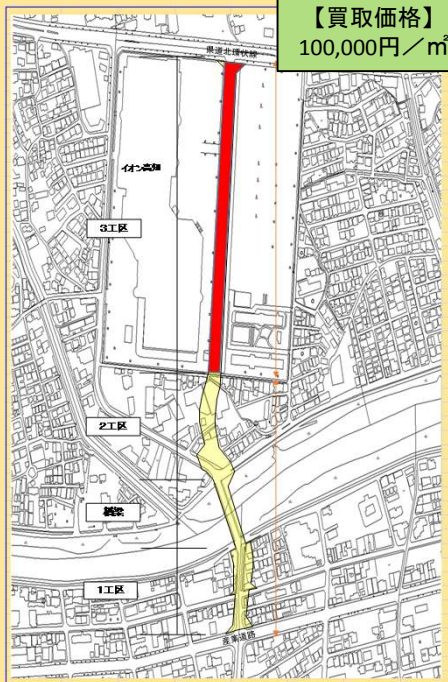 【買取価格】
100,000円/㎡
県道北環状線
イオン高畑
3工区
2工区
橋梁
1工区
産業道路